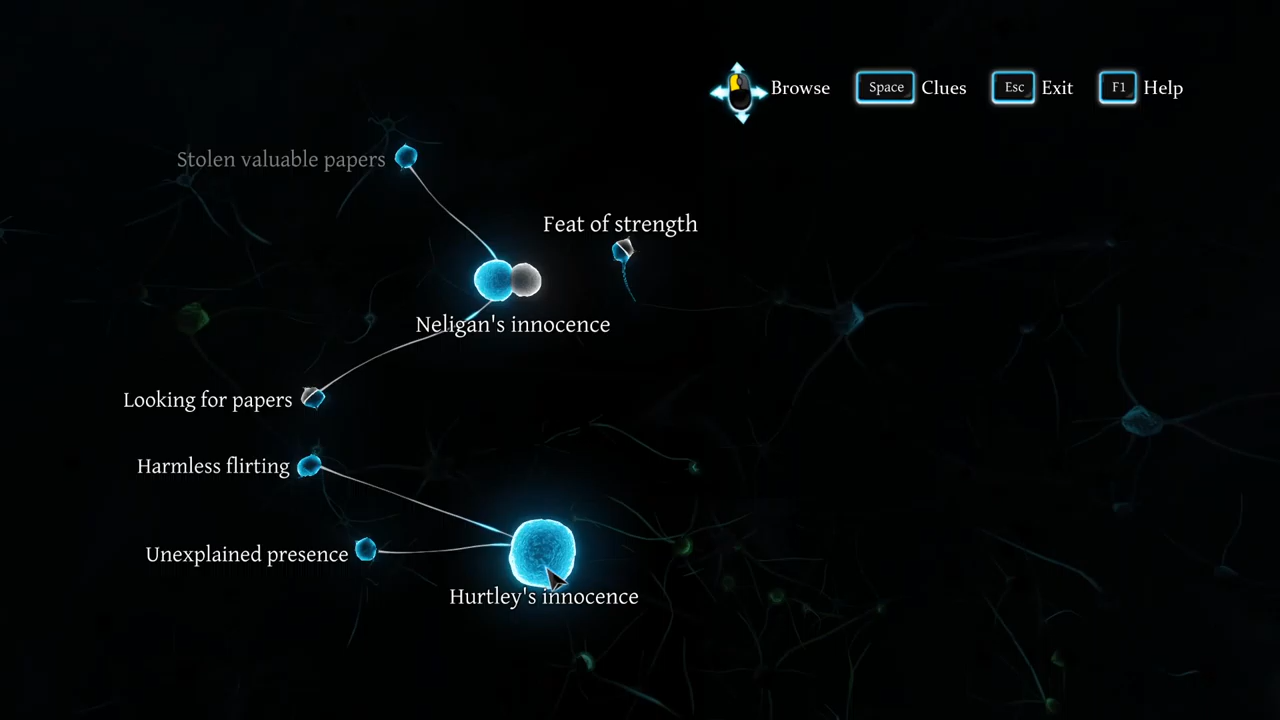 Browse
Space
Clues
Esc
Exit
F1
Help
Stolen valuable papers
Feat of strength
Neligan's innocence
Looking for papers
Harmless flirting
Unexplained presence
Hurtley's innocence